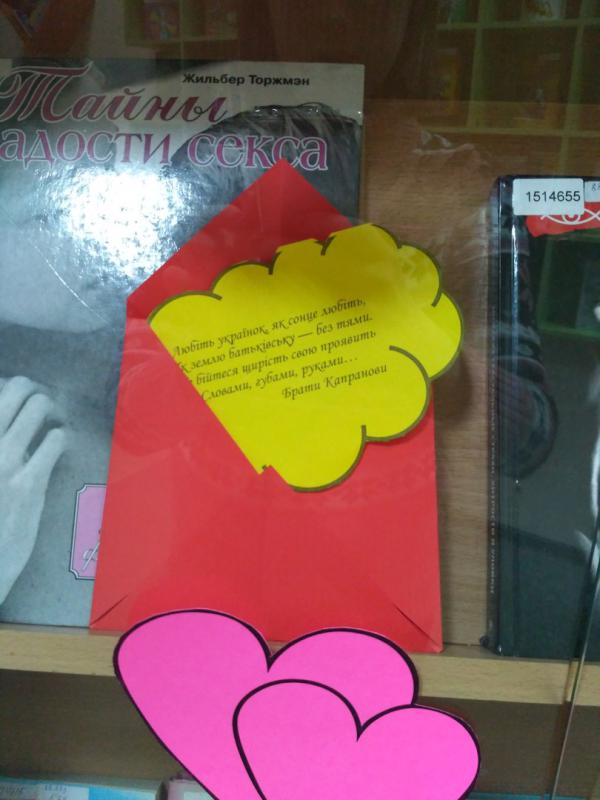 Жильбер Торжмэн
Тайны
адости секса
1514655
Любіть українок, як сонце любіть,
к землю батьківську — без тями.
бійтеся щирість свою проявить
Словами, губами, руками...
Брати Капранови